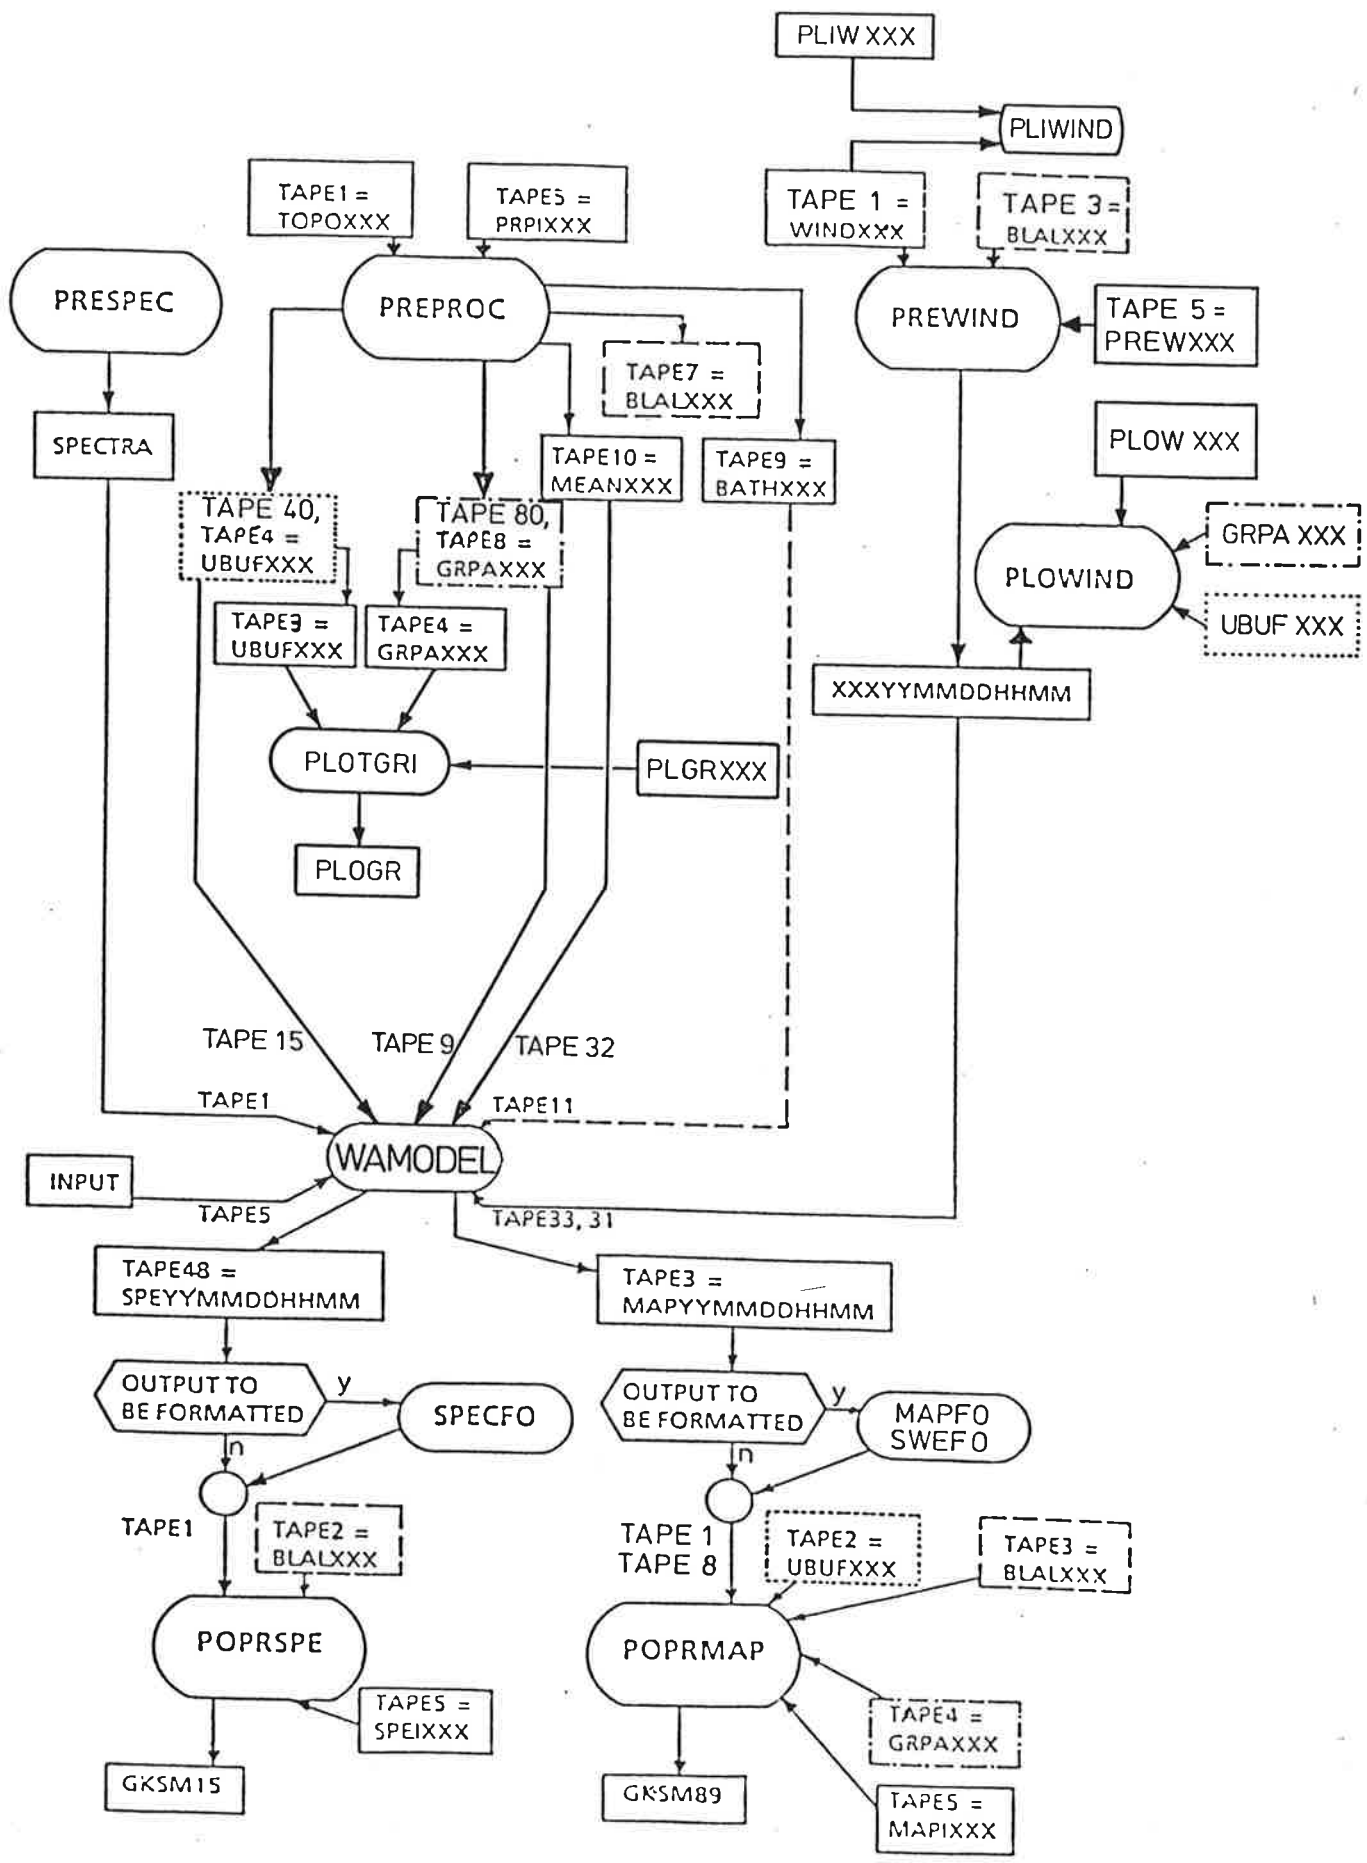 PLIW XXX
PLIWIND
TAPE1 =
TOPOXXX
TAPE5 =
PRPIXXX
TAPE 1 =
WINDXXX
TAPE 3 =
BLALXXX
PRESPEC
PREPROC
PREWIND
TAPE 5 =
PREWXXX
TAPE7 =
BLALXXX
SPECTRA
TAPE10 =
MEANXXX
TAPE9 =
BATHXXX
PLOW XXX
TAPE 40,
TAPE4 =
UBUFXXX
TAPE 80,
TAPE8 =
GRPAXXX
GRPA XXX
PLOWIND
UBUF XXX
TAPE3 =
UBUFXXX
TAPE4 =
GRPAXXX
XXXYYMMDDHHMM
PLOTGRI
PLGRXXX
PLOGR
TAPE 15
TAPE 9
TAPE 32
TAPE1
TAPE11
WAMODEL
INPUT
TAPE5
TAPE33, 31
TAPE48 =
SPEYYMMDDHHMM
TAPE3 =
MAPYYMMDDHHMM
OUTPUT TO
BE FORMATTED
y
n
SPECFO
OUTPUT TO
BE FORMATTED
y
n
MAPFO
SWEFO
TAPE1
TAPE2 =
BLALXXX
TAPE 1
TAPE 8
TAPE2 =
UBUFXXX
TAPE3 =
BLALXXX
POPRSPE
POPRMAP
TAPE5 =
SPEIXXX
TAPE4 =
GRPAXXX
GKSM15
GKSM89
TAPE5 =
MAPIXXX